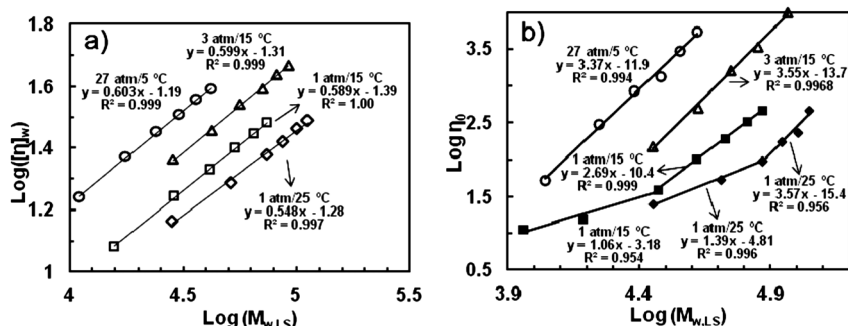 a)
1.8
1.6
1.4
1.2
1
4
4.5
5
5.5
Log([η]w)
Log (Mw,LS)
27 atm/5 °C
y = 0.603x - 1.19
R² = 0.999
3 atm/15 °C
y = 0.599x - 1.31
R² = 0.999
1 atm/15 °C
y = 0.589x - 1.39
R² = 1.00
1 atm/25 °C
y = 0.548x - 1.28
R² = 0.997
b)
3.5
2.5
1.5
0.5
3.9
4.4
4.9
Log η0
Log (Mw,LS)
27 atm/5 °C
y = 3.37x - 11.9
R² = 0.994
3 atm/15 °C
y = 3.55x - 13.7
R² = 0.9968
1 atm/15 °C
y = 2.69x - 10.4
R² = 0.999
1 atm/25 °C
y = 3.57x - 15.4
R² = 0.956
1 atm/15 °C
y = 1.06x - 3.18
R² = 0.954
1 atm/25 °C
y = 1.39x - 4.81
R² = 0.996